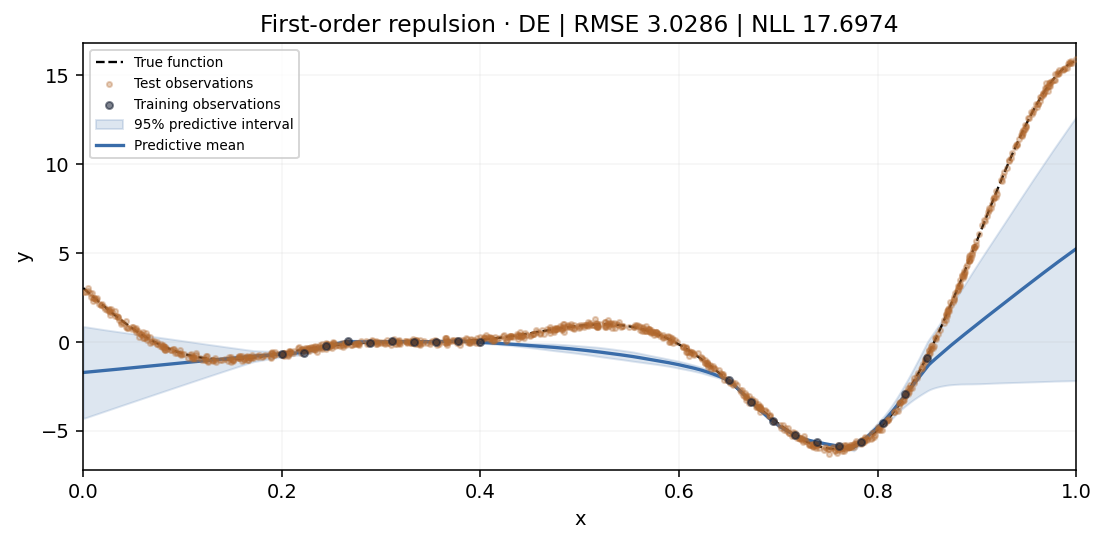 First-order repulsion · DE | RMSE 3.0286 | NLL 17.6974
True function
Test observations
Training observations
95% predictive interval
Predictive mean
15
10
5
0
−5
y
0.0 0.2 0.4 0.6 0.8 1.0
x